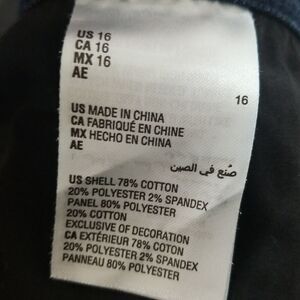 US 16
CA 16
MX 16
AE
16
US MADE IN CHINA
CA FABRIQUÉ EN CHINE
MX HECHO EN CHINA
AE
صُنع في الصين
US SHELL 78% COTTON
20% POLYESTER 2% SPANDEX
PANEL 80% POLYESTER
20% COTTON
EXCLUSIVE OF DECORATION
CA EXTÉRIEUR 78% COTON
20% POLYESTER 2% SPANDEX
PANNEAU 80% POLYESTER